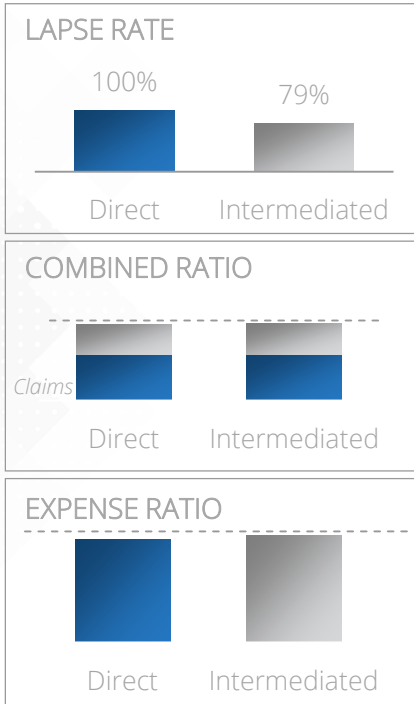 LAPSE RATE
100%
79%
Direct Intermediated
COMBINED RATIO
Claims
Direct Intermediated
EXPENSE RATIO
Direct Intermediated